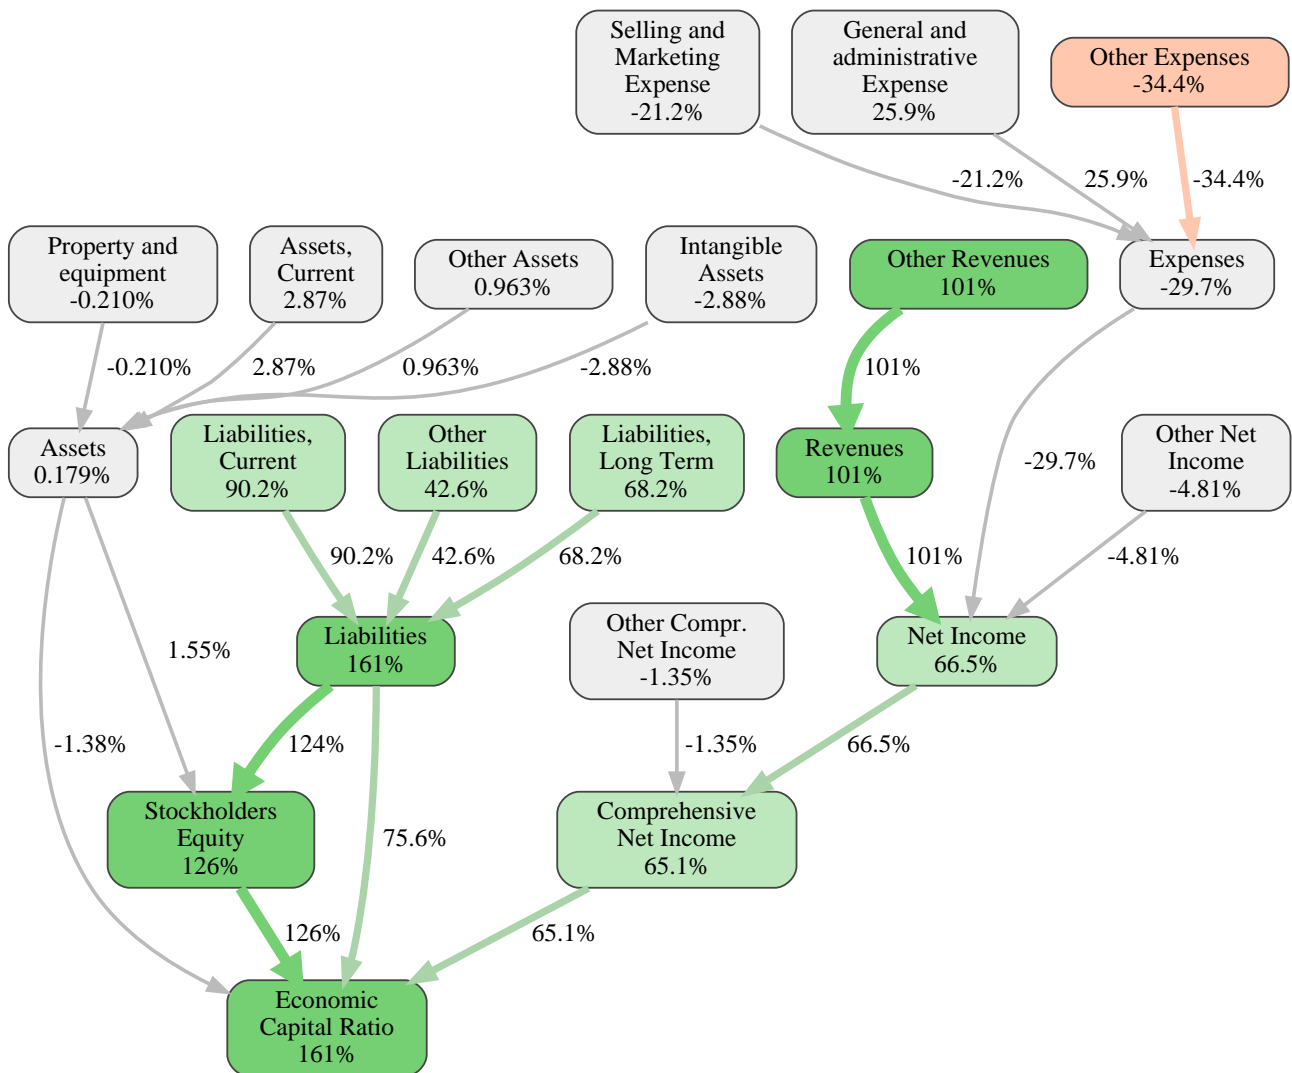 Selling and
Marketing
Expense
-21.2%
General and
administrative
Expense
25.9%
Other Expenses
-34.4%
-21.2%
25.9%
-34.4%
Property and
equipment
-0.210%
Assets,
Current
2.87%
Other Assets
0.963%
Intangible
Assets
-2.88%
Other Revenues
101%
Expenses
-29.7%
-0.210%
2.87%
0.963%
-2.88%
101%
Assets
0.179%
Liabilities,
Current
90.2%
Other
Liabilities
42.6%
Liabilities,
Long Term
68.2%
Revenues
101%
-29.7%
Other Net
Income
-4.81%
90.2%
42.6%
68.2%
101%
-4.81%
1.55%
Liabilities
161%
Other Compr.
Net Income
-1.35%
Net Income
66.5%
-1.38%
124%
-1.35%
66.5%
Stockholders
Equity
126%
75.6%
Comprehensive
Net Income
65.1%
126%
65.1%
Economic
Capital Ratio
161%